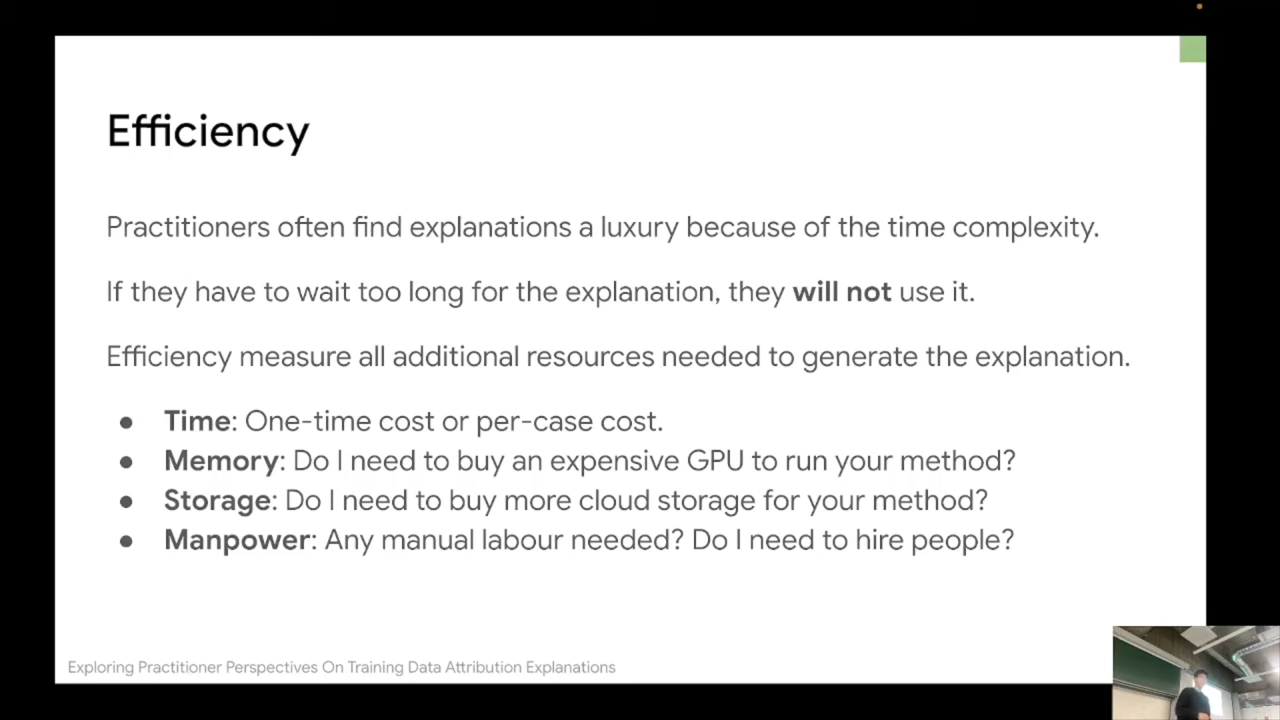 Efficiency
Practitioners often find explanations a luxury because of the time complexity.
If they have to wait too long for the explanation, they will not use it.
Efficiency measure all additional resources needed to generate the explanation.
● Time: One-time cost or per-case cost.
● Memory: Do I need to buy an expensive GPU to run your method?
● Storage: Do I need to buy more cloud storage for your method?
● Manpower: Any manual labour needed? Do I need to hire people?
Exploring Practitioner Perspectives On Training Data Attribution Explanations